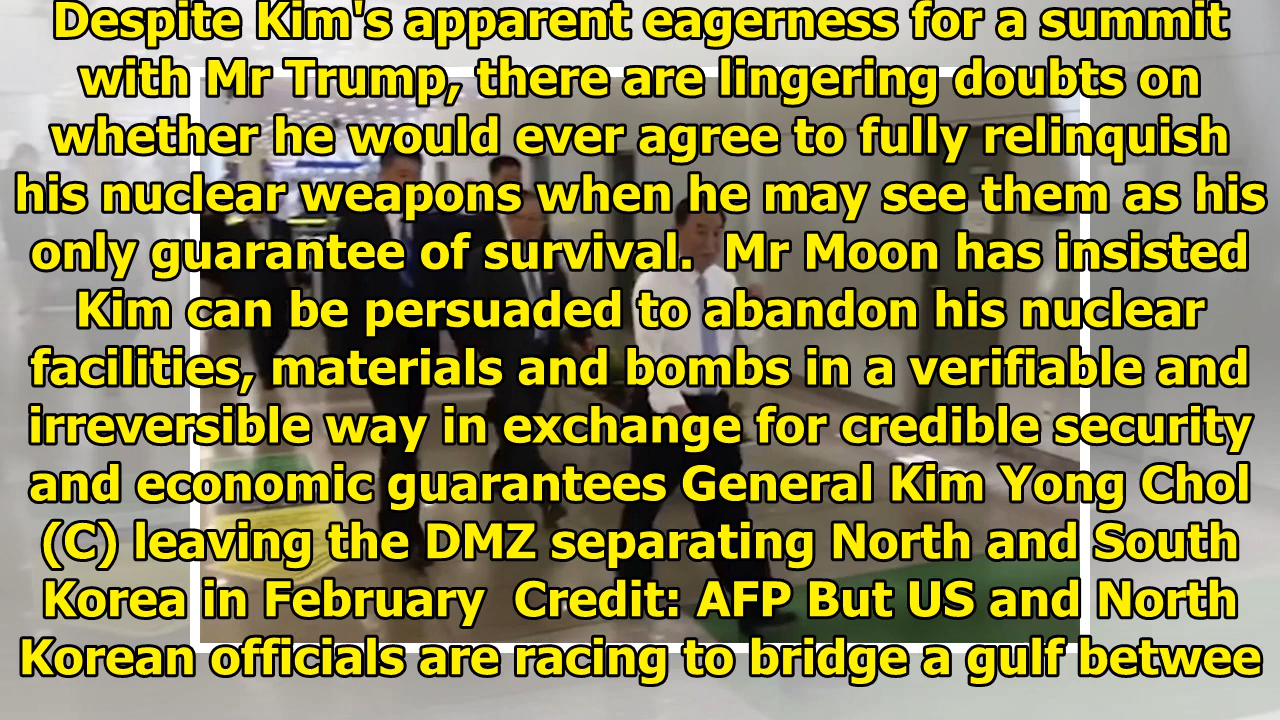 Despite Kim's apparent eagerness for a summit
with Mr Trump, there are lingering doubts on
whether he would ever agree to fully relinquish
his nuclear weapons when he may see them as his
only guarantee of survival.  Mr Moon has insisted
Kim can be persuaded to abandon his nuclear
facilities, materials and bombs in a verifiable and
irreversible way in exchange for credible security
and economic guarantees General Kim Yong Chol
(C) leaving the DMZ separating North and South
Korea in February  Credit: AFP But US and North
Korean officials are racing to bridge a gulf betwee